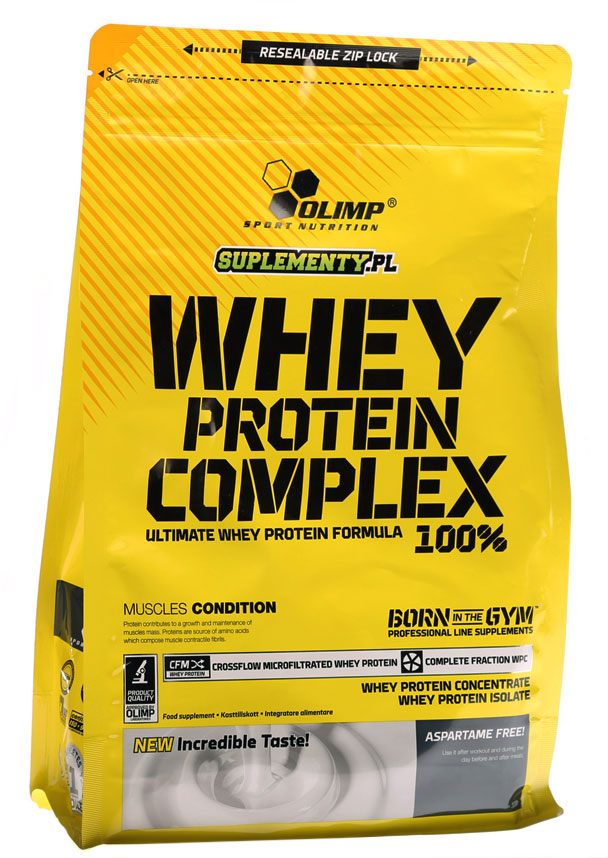 RESEALABLE ZIP LOCK
OPEN HERE
OLIMP®
SPORT NUTRITION
SUPLEMENTY.PL
WHEY
PROTEIN
COMPLEX
ULTIMATE WHEY PROTEIN FORMULA 100%
MUSCLES CONDITION
Protein contributes to a growth and maintenance of
muscles mass. Proteins are source of amino acids
which compose muscle contractile fibrils.
BORN IN THE GYM™
PROFESSIONAL LINE SUPPLEMENTS
CFM
WHEY PROTEIN
CROSSFLOW MICROFILTRATED WHEY PROTEIN
COMPLETE FRACTION WPC
PRODUCT
QUALITY
APPROVED BY
OLIMP
LABORATORIES
WHEY PROTEIN CONCENTRATE
WHEY PROTEIN ISOLATE
Food supplement • Kosttillskott • Integratore alimentare
NEW Incredible Taste!
ASPARTAME FREE!
Use it after workout and during the
day before and after meals.